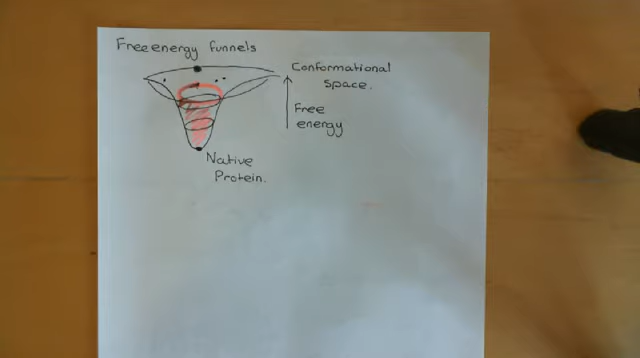 Free energy funnels
Conformational
space.
Free
energy
Native
Protein.